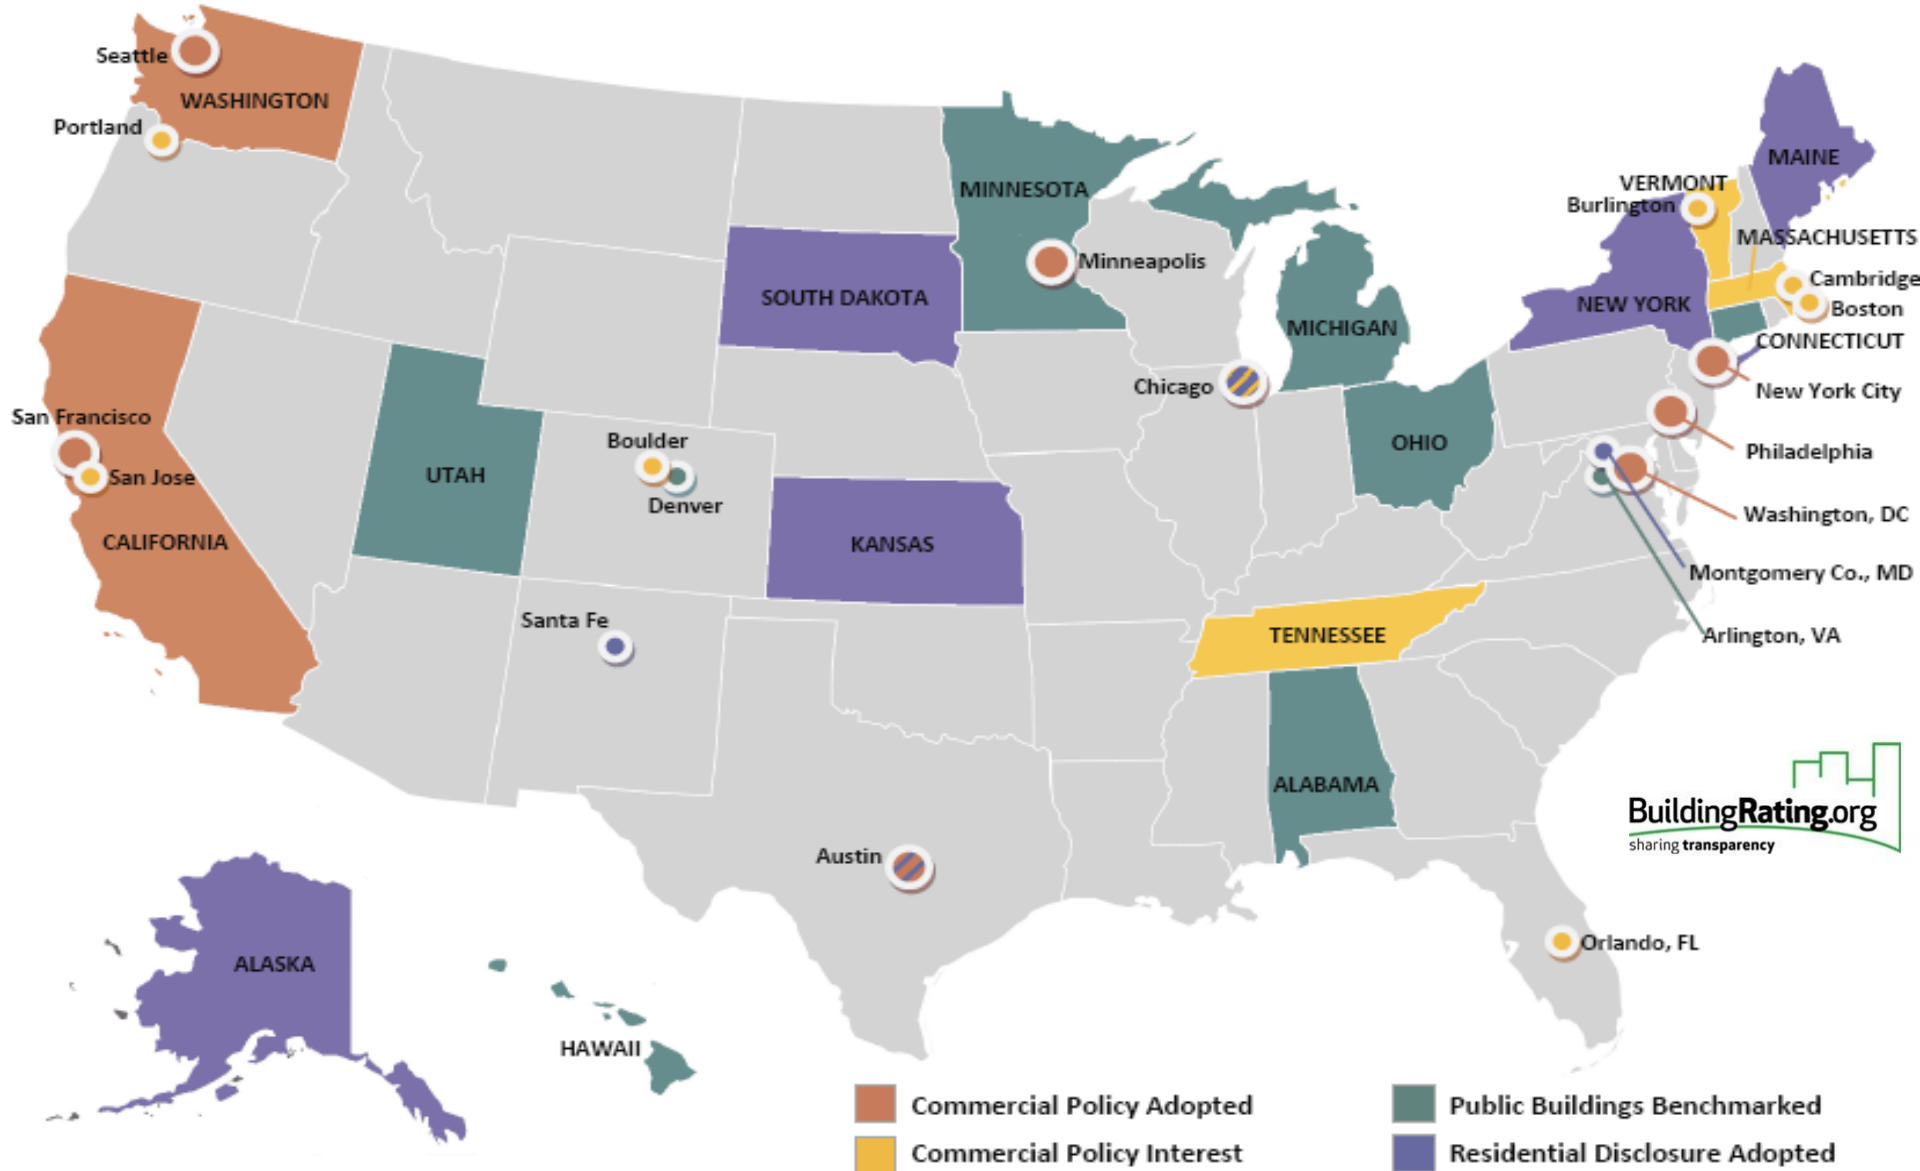 Seattle
WASHINGTON
Portland
MINNESOTA
Minneapolis
SOUTH DAKOTA
MICHIGAN
Chicago
MAINE
VERMONT
Burlington
MASSACHUSETTS
Cambridge
Boston
NEW YORK
CONNECTICUT
New York City
Philadelphia
Washington, DC
Montgomery Co., MD
Arlington, VA
San Francisco
San Jose
CALIFORNIA
UTAH
Boulder
Denver
KANSAS
OHIO
Santa Fe
TENNESSEE
ALABAMA
Austin
Orlando, FL
ALASKA
HAWAII
BuildingRating.org
sharing transparency
Commercial Policy Adopted
Commercial Policy Interest
Public Buildings Benchmarked
Residential Disclosure Adopted